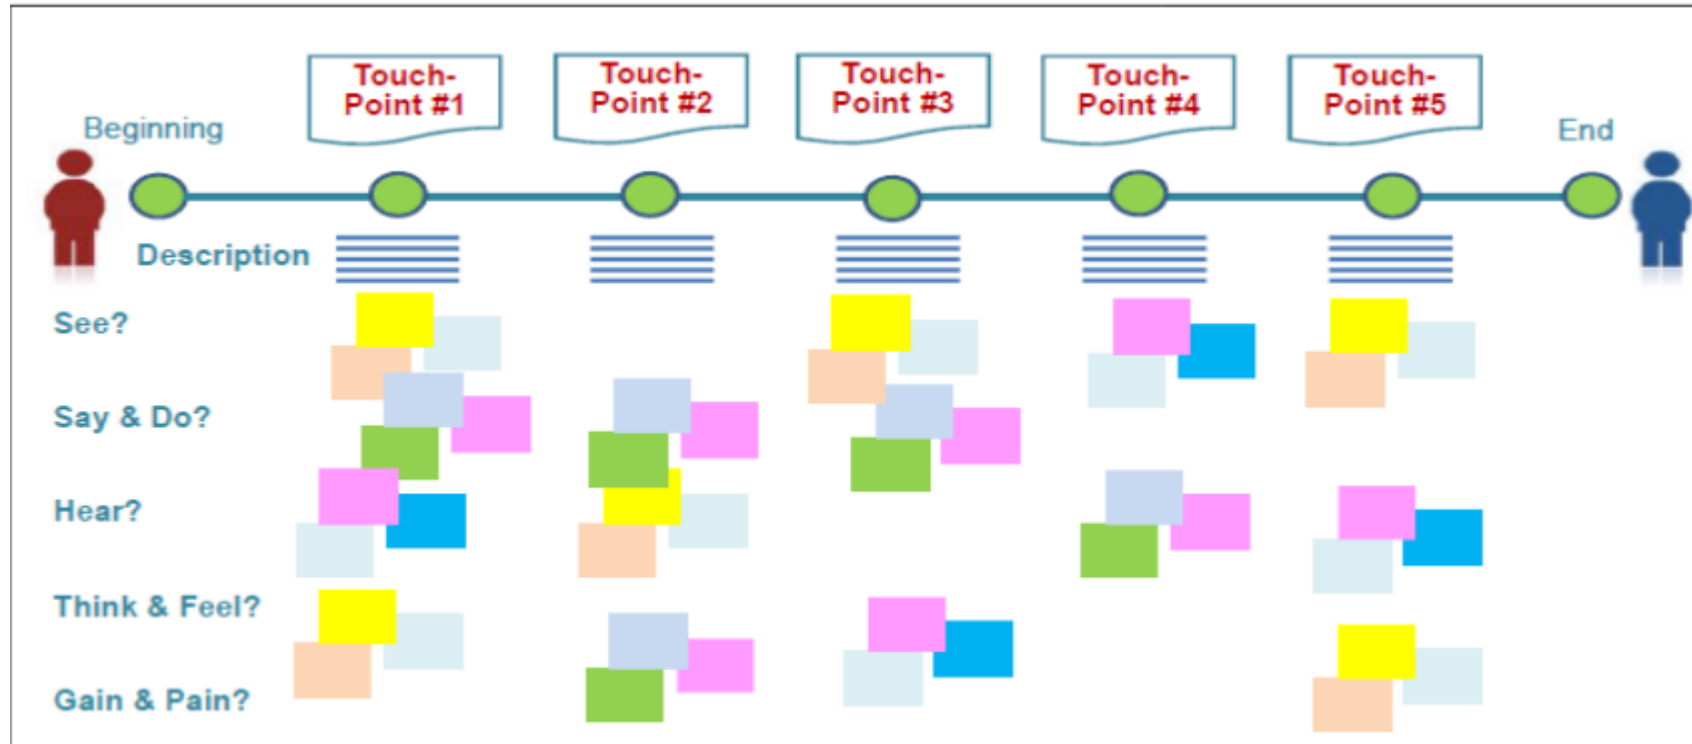 Touch-
Point #1
Touch-
Point #2
Touch-
Point #3
Touch-
Point #4
Touch-
Point #5
Beginning
End
Description
See?
Say & Do?
Hear?
Think & Feel?
Gain & Pain?